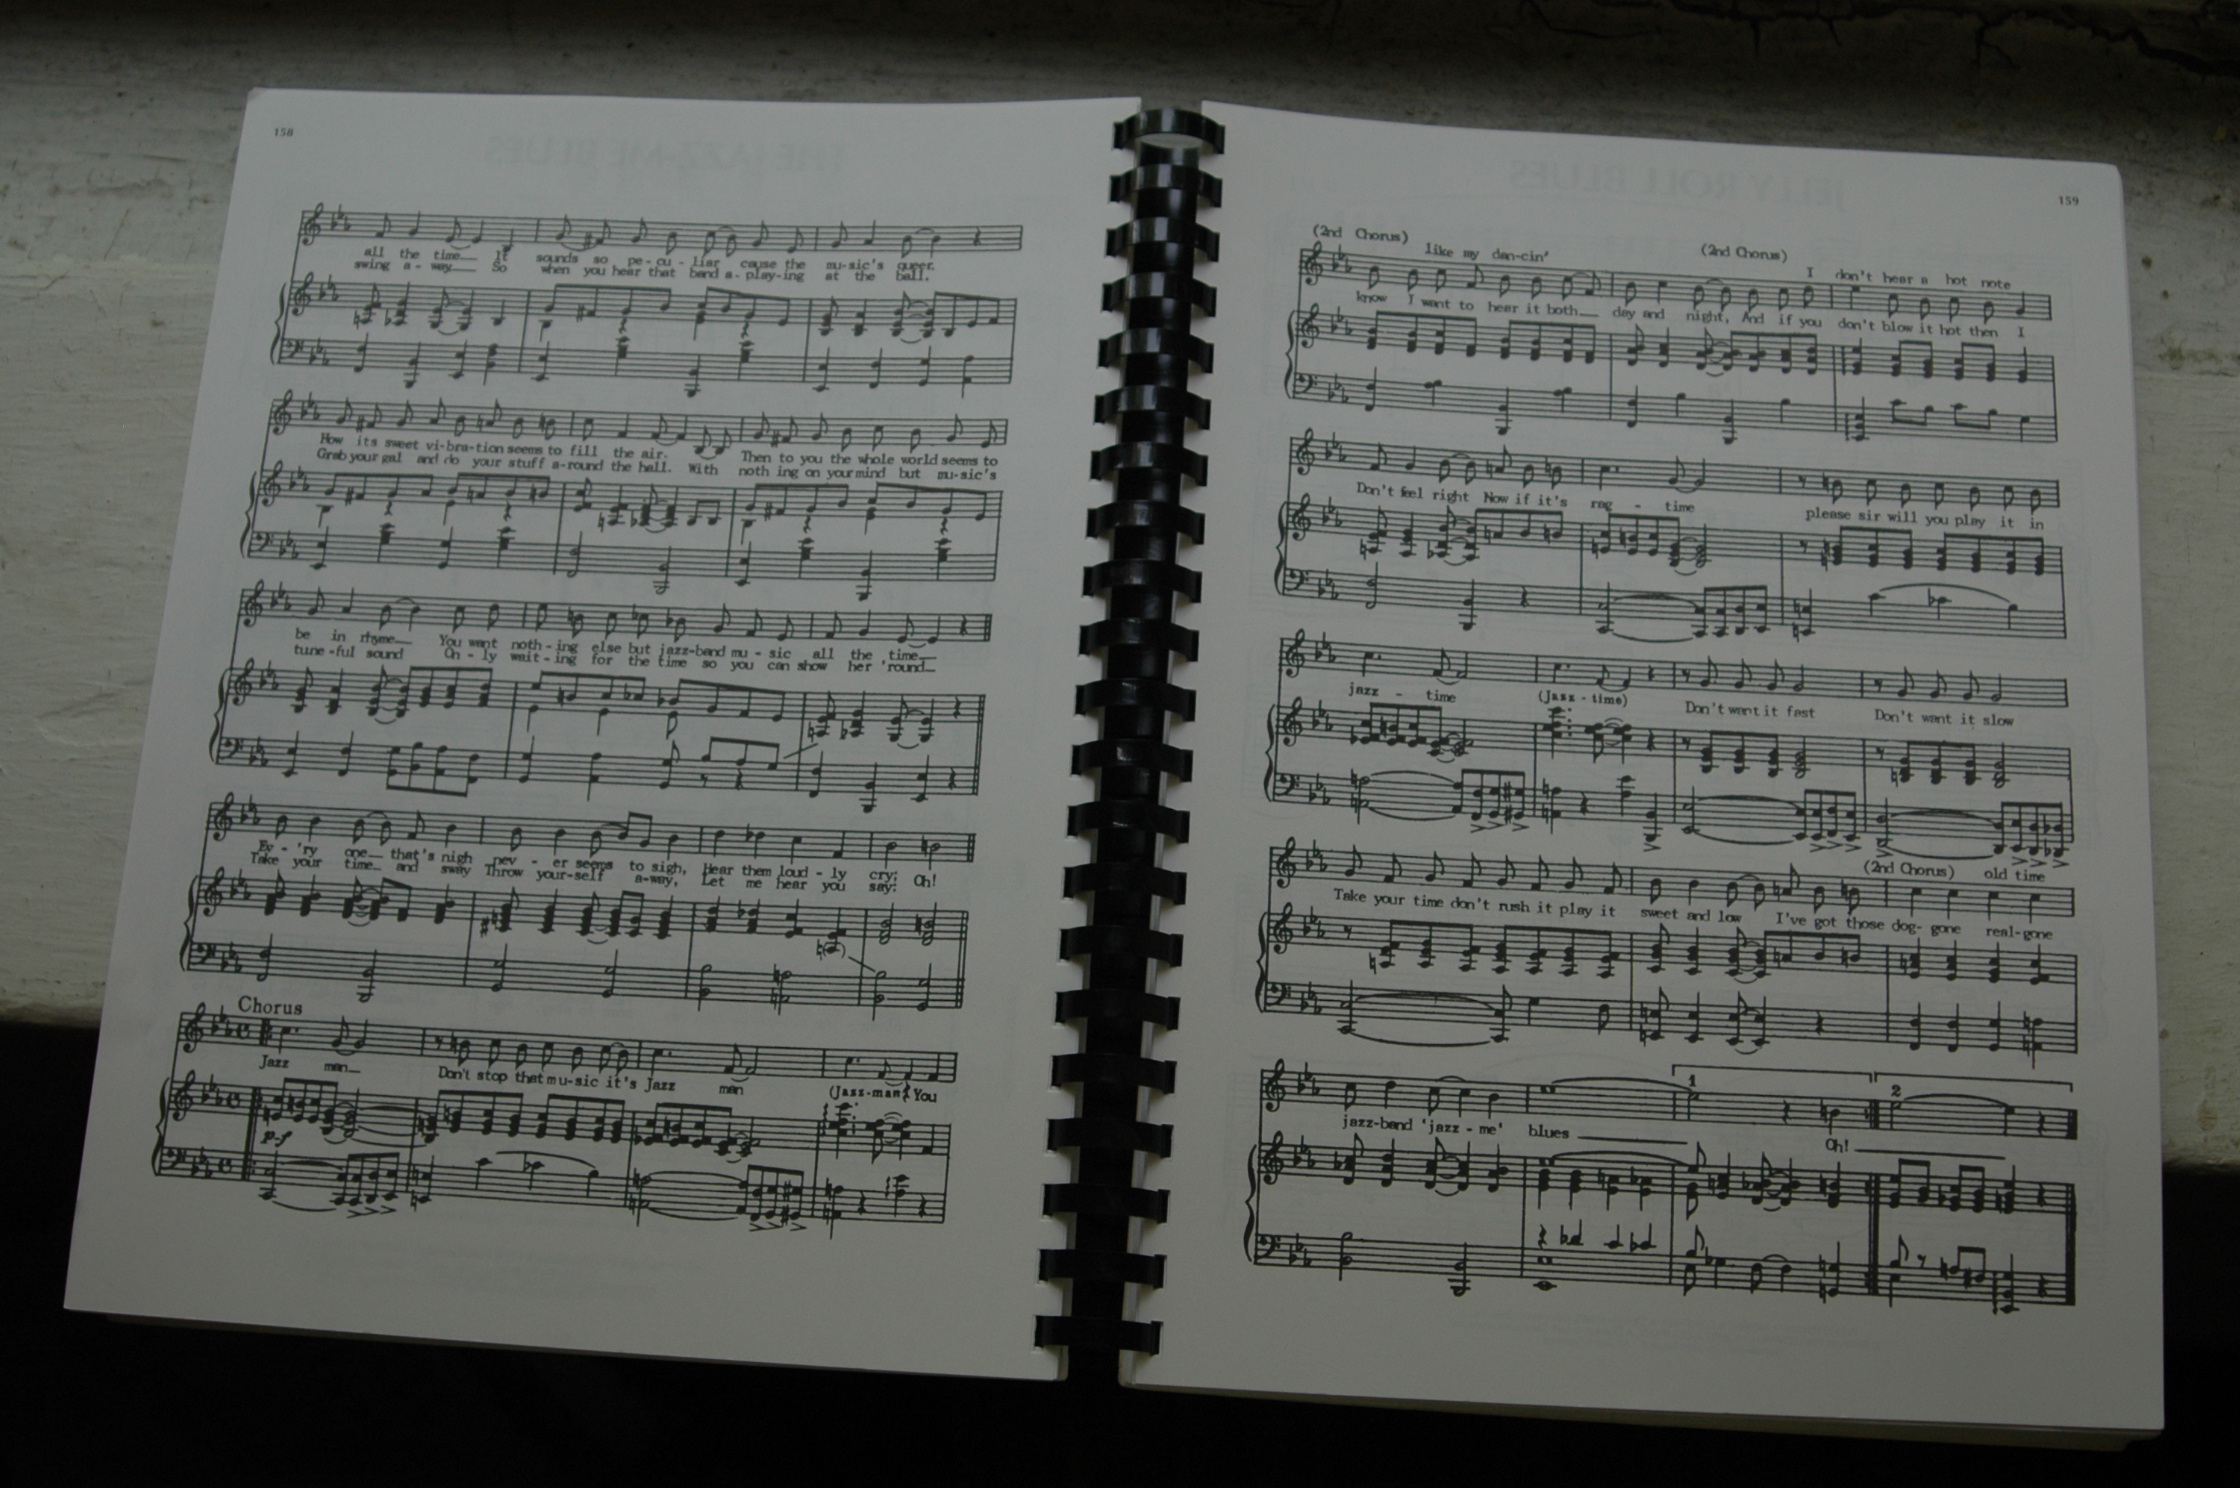 158
all the time It sounds so pe-cu-liar cause the mu-sic's queer.
swing a-way So when you hear that band a-play-ing at the ball.
How its sweet vi-bra-tion seems to fill the air. Then to you the whole world seems to
Grab your gal and do your stuff a-round the hall. With noth ing on your mind but mu-sic's
be in rhyme You want noth-ing else but jazz-band mu-sic all the time
tune-ful sound On-ly wait-ing for the time so you can show her 'round
Ev-'ry one that's nigh nev-er seems to sigh, Hear them loud-ly cry; Oh!
Take your time and sway Throw your-self a-way, Let me hear you say:
Chorus
Jazz man Don't stop that mu-sic it's Jazz man (Jazz-man) You
p-f
159
(2nd Chorus) like my dan-cin' (2nd Chorus) I don't hear a hot note
know I want to hear it both day and night, And if you don't blow it hot then I
Don't feel right Now if it's rag - time please sir will you play it in
jazz - time (Jazz-time) Don't want it fast Don't want it slow
(2nd Chorus) old time
Take your time don't rush it play it sweet and low I've got those dog-gone real-gone
1 2
jazz-band 'jazz-me' blues Oh!
JELLY ROLL BLUES
THE JAZZ-ME BLUES